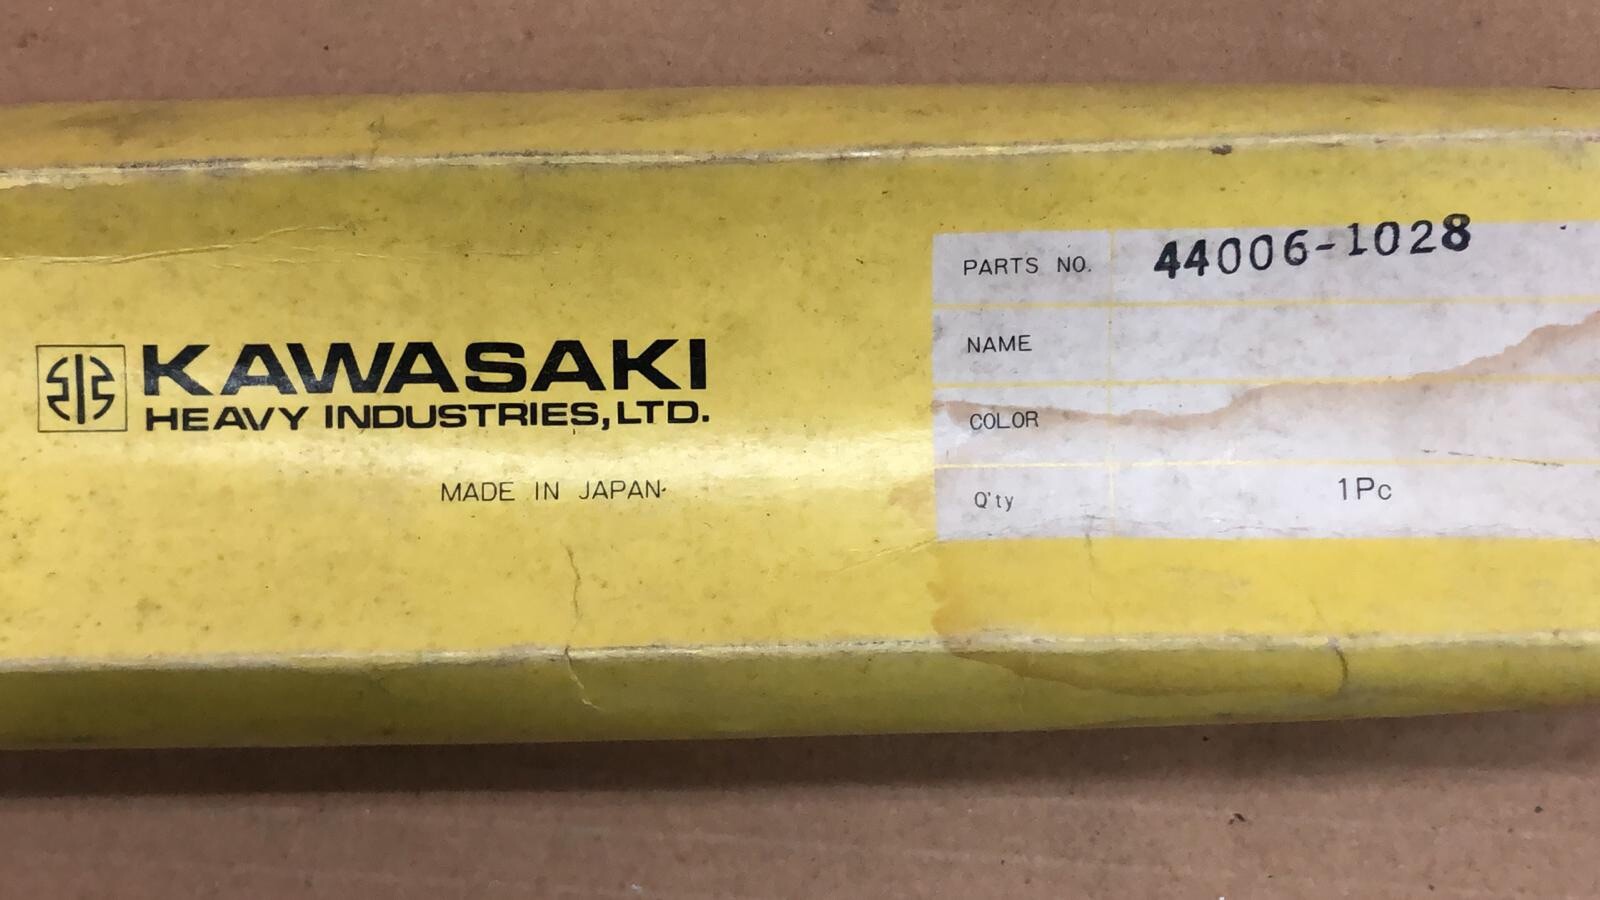 KAWASAKI
HEAVY INDUSTRIES, LTD.
MADE IN JAPAN
PARTS NO. 44006-1028
NAME
COLOR
Q'ty 1Pc